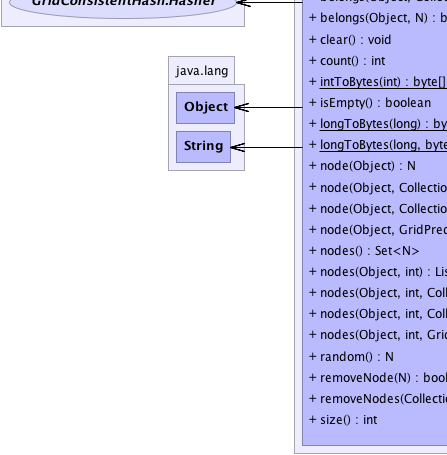 GridConsistentHash.Hasher
java.lang
Object
String
+ belongs(Object, N) : b
+ clear() : void
+ count() : int
+ intToBytes(int) : byte[]
+ isEmpty() : boolean
+ longToBytes(long) : by
+ longToBytes(long, byte
+ node(Object) : N
+ node(Object, Collectio
+ node(Object, Collectio
+ node(Object, GridPred
+ nodes() : Set<N>
+ nodes(Object, int) : Lis
+ nodes(Object, int, Coll
+ nodes(Object, int, Coll
+ nodes(Object, int, Grid
+ random() : N
+ removeNode(N) : bool
+ removeNodes(Collectio
+ size() : int